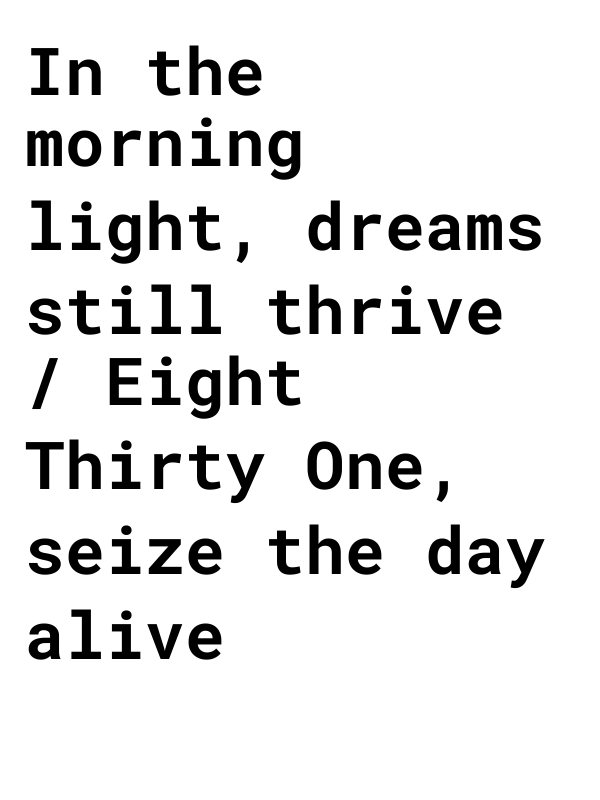 In the
morning
light, dreams
still thrive
/ Eight
Thirty One,
seize the day
alive